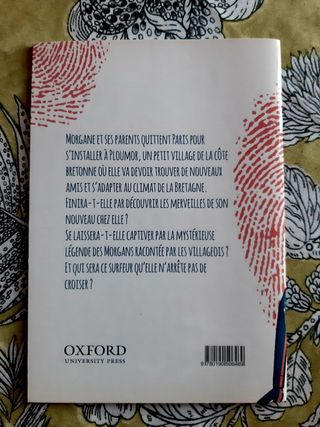 Morgane et ses parents quittent Paris pour
s'installer à Ploumor, un petit village de la côte
bretonne où elle va devoir trouver de nouveaux
amis et s'adapter au climat de la Bretagne.
Finira-t-elle par découvrir les merveilles de son
nouveau chez elle ?
Se laissera-t-elle captiver par la mystérieuse
légende des Morgans racontée par les villageois ?
Et qui sera ce surfeur qu'elle n'arrête pas de
croiser ?
OXFORD
UNIVERSITY PRESS